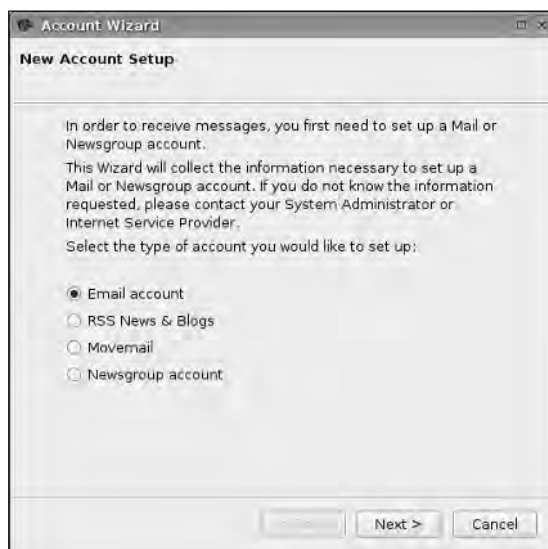 Account Wizard
New Account Setup
In order to receive messages, you first need to set up a Mail or
Newsgroup account.
This Wizard will collect the information necessary to set up a
Mail or Newsgroup account. If you do not know the information
requested, please contact your System Administrator or
Internet Service Provider.
Select the type of account you would like to set up:
Email account
RSS News & Blogs
Movemail
Newsgroup account
Next >
Cancel